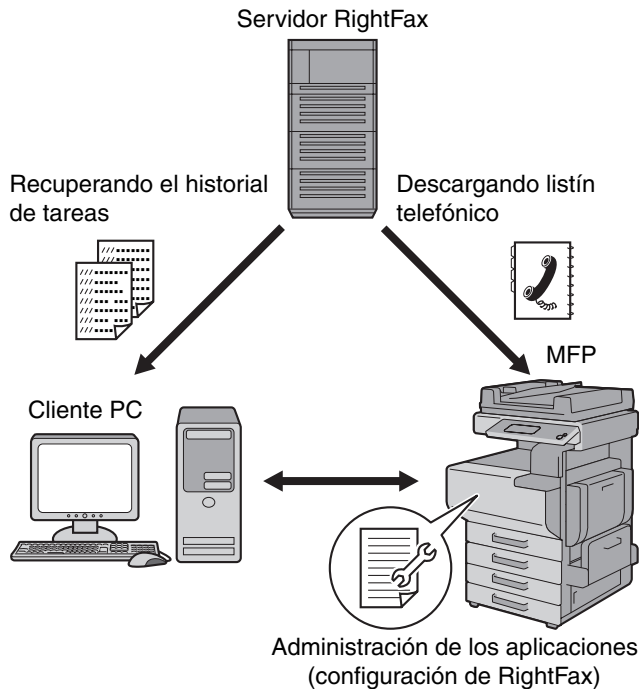 Servidor RightFax
Recuperando el historial
de tareas
Descargando listín
telefónico
MFP
Cliente PC
Administración de los aplicaciones
(configuración de RightFax)